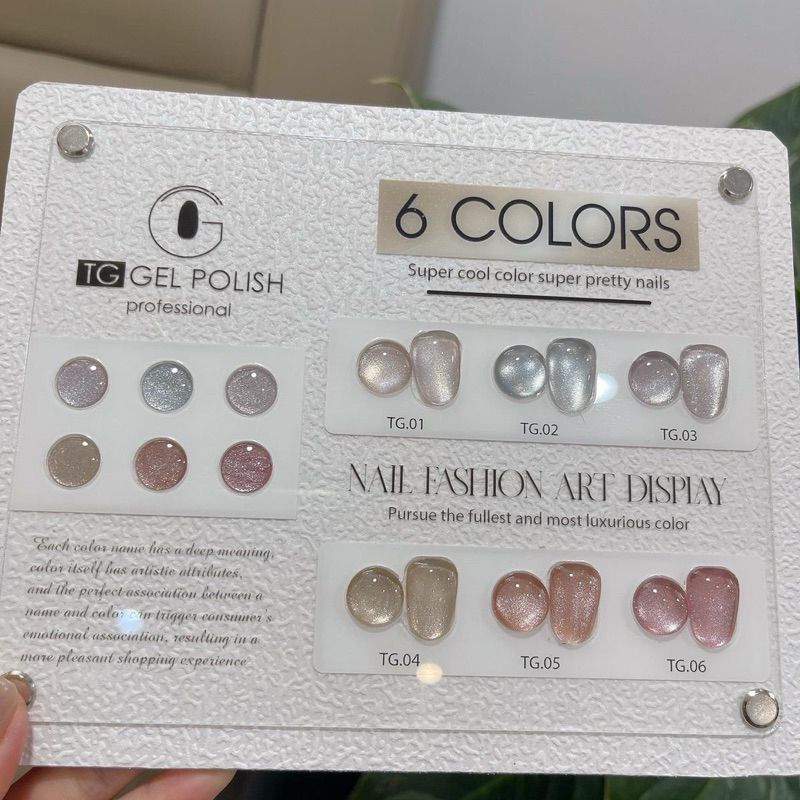 TG GEL POLISH
professional
6 COLORS
Super cool color super pretty nails
TG.01
TG.02
TG.03
NAIL FASHION ART DISPLAY
Pursue the fullest and most luxurious color
Each color name has a deep meaning,
color itself has artistic attributes,
and the perfect association between a
name and color can trigger consumer's
emotional association, resulting in a
more pleasant shopping experience
TG.04
TG.05
TG.06